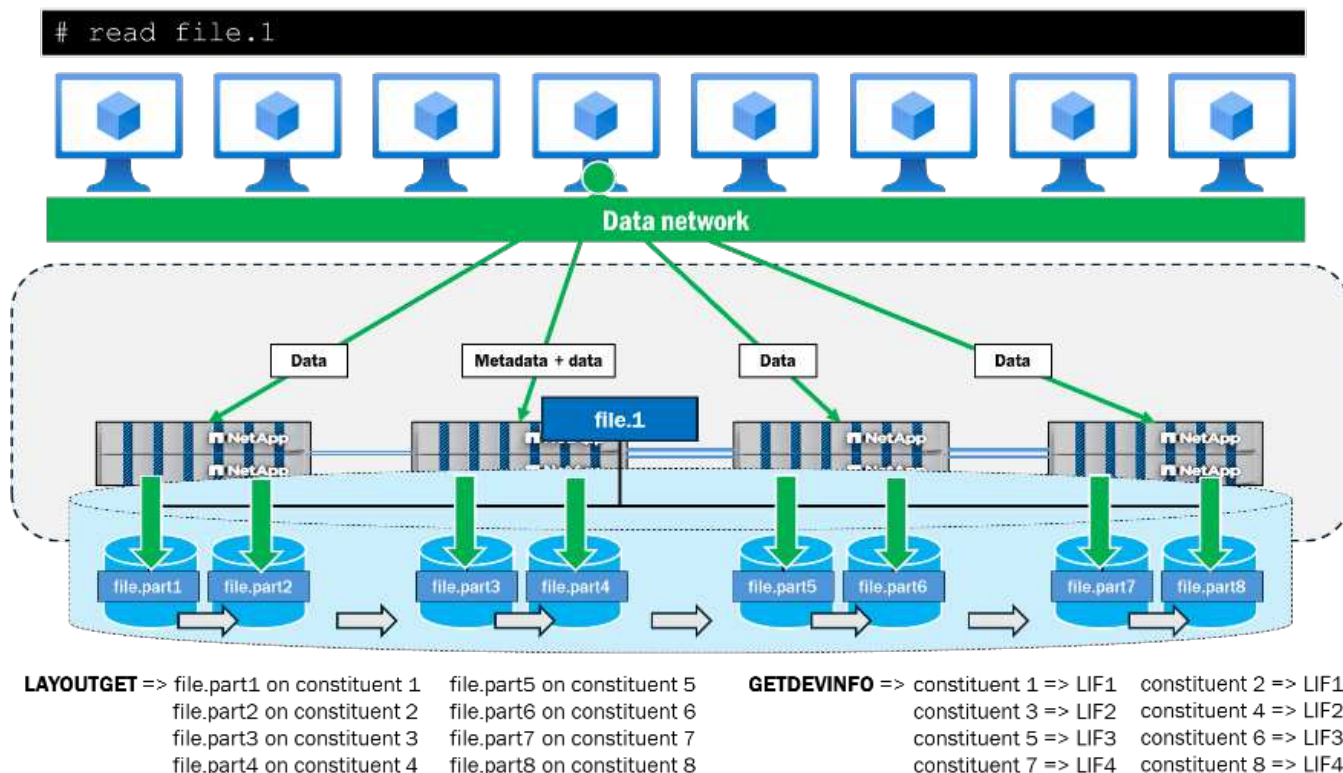 # read file.1
Data network
Data
Metadata + data
Data
Data
file.1
NetApp
NetApp
NetApp
NetApp
NetApp
NetApp
NetApp
NetApp
file.part1
file.part2
file.part3
file.part4
file.part5
file.part6
file.part7
file.part8
LAYOUTGET => file.part1 on constituent 1 file.part5 on constituent 5
file.part2 on constituent 2 file.part6 on constituent 6
file.part3 on constituent 3 file.part7 on constituent 7
file.part4 on constituent 4 file.part8 on constituent 8
GETDEVINFO => constituent 1 => LIF1 constituent 2 => LIF1
constituent 3 => LIF2 constituent 4 => LIF2
constituent 5 => LIF3 constituent 6 => LIF3
constituent 7 => LIF4 constituent 8 => LIF4